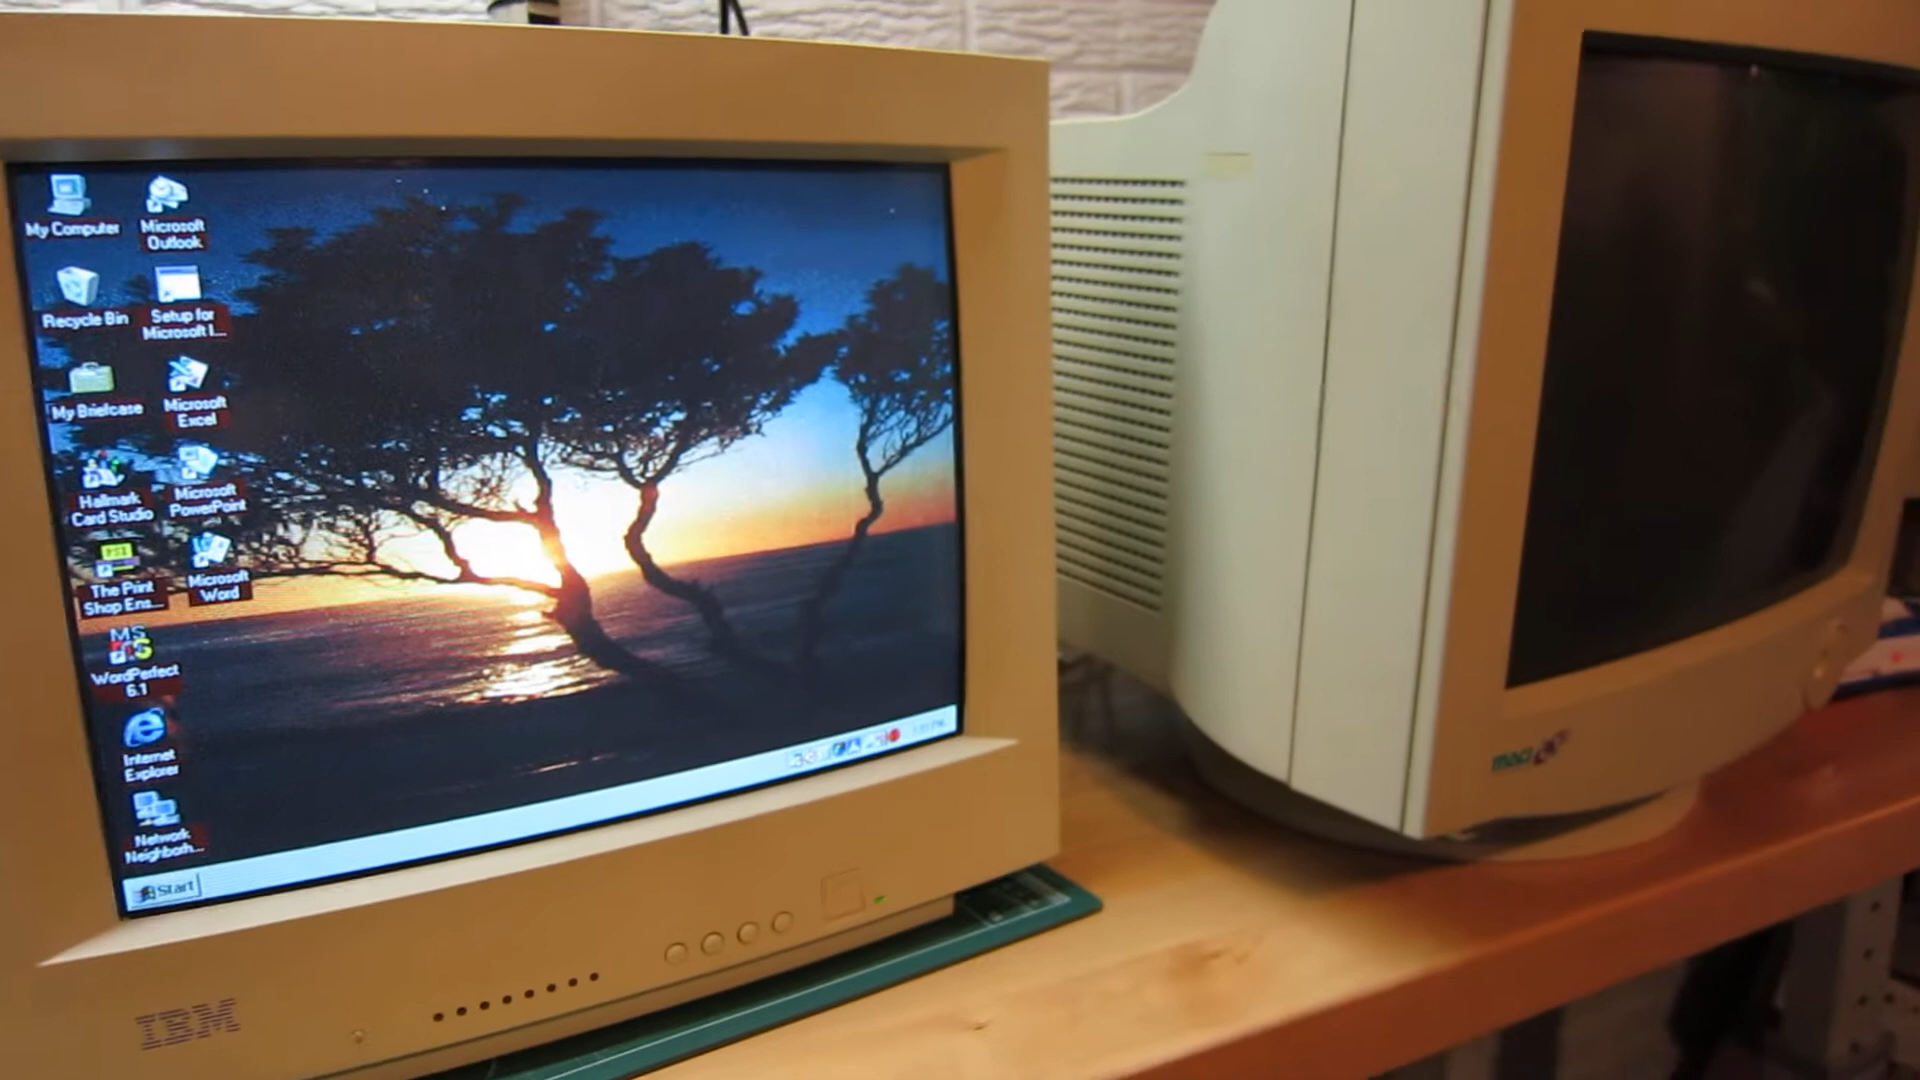 My Computer
Microsoft
Outlook
Recycle Bin
Setup for
Microsoft I...
My Briefcase
Microsoft
Excel
Hallmark
Card Studio
Microsoft
PowerPoint
The Print
Shop Ens...
Microsoft
Word
MS
WordPerfect
6.1
Internet
Explorer
Network
Neighborh...
Start
IBM